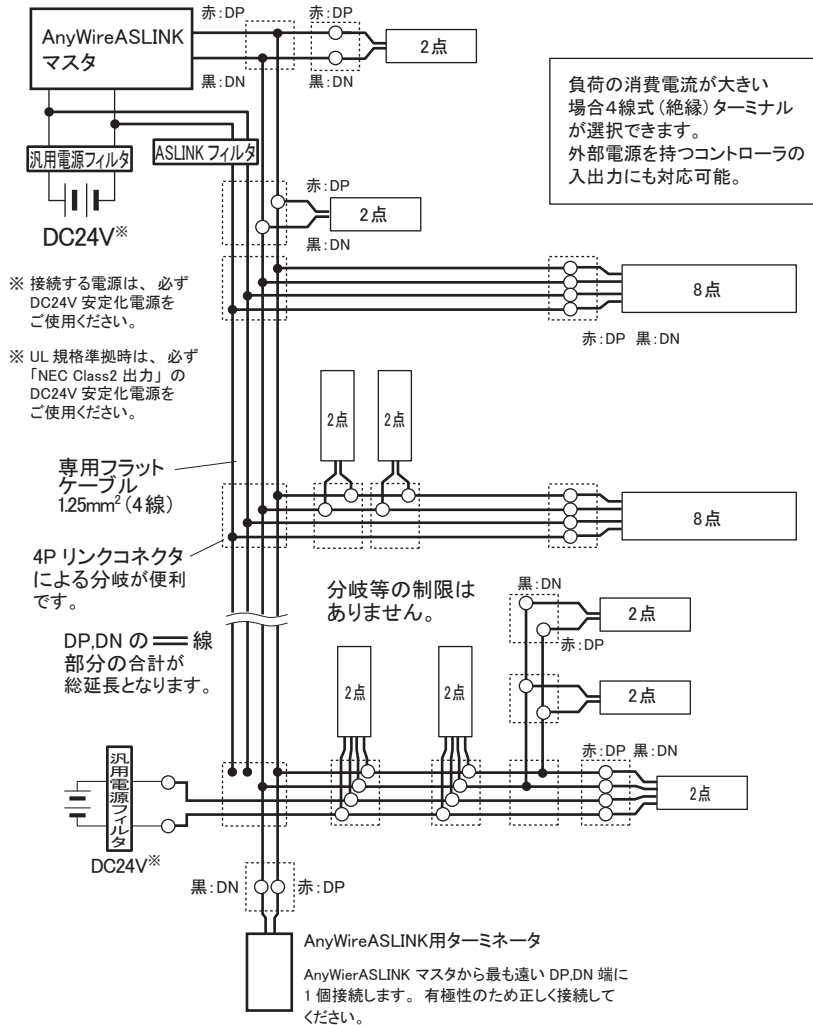 赤:DP
赤:DP
AnyWireASLINK
マスタ
2点
黒:DN
黒:DN
負荷の消費電流が大きい
場合4線式(絶縁)ターミナル
が選択できます。
外部電源を持つコントローラの
入出力にも対応可能。
汎用電源フィルタ
ASLINKフィルタ
DC24V※
赤:DP
2点
黒:DN
※ 接続する電源は、必ず
DC24V 安定化電源を
ご使用ください。
8点
赤:DP 黒:DN
※ UL 規格準拠時は、必ず
「NEC Class2 出力」の
DC24V 安定化電源を
ご使用ください。
2点
2点
専用フラット
ケーブル
1.25mm²(4線)
8点
4P リンクコネクタ
による分岐が便利
です。
分岐等の制限は
ありません。
黒:DN
2点
赤:DP
DP,DN の 線
部分の合計が
総延長となります。
2点
2点
2点
汎用電源フィルタ
赤:DP 黒:DN
2点
DC24V※
黒:DN
赤:DP
AnyWireASLINK用ターミネータ
AnyWierASLINK マスタから最も遠い DP,DN 端に
1 個接続します。有極性のため正しく接続して
ください。